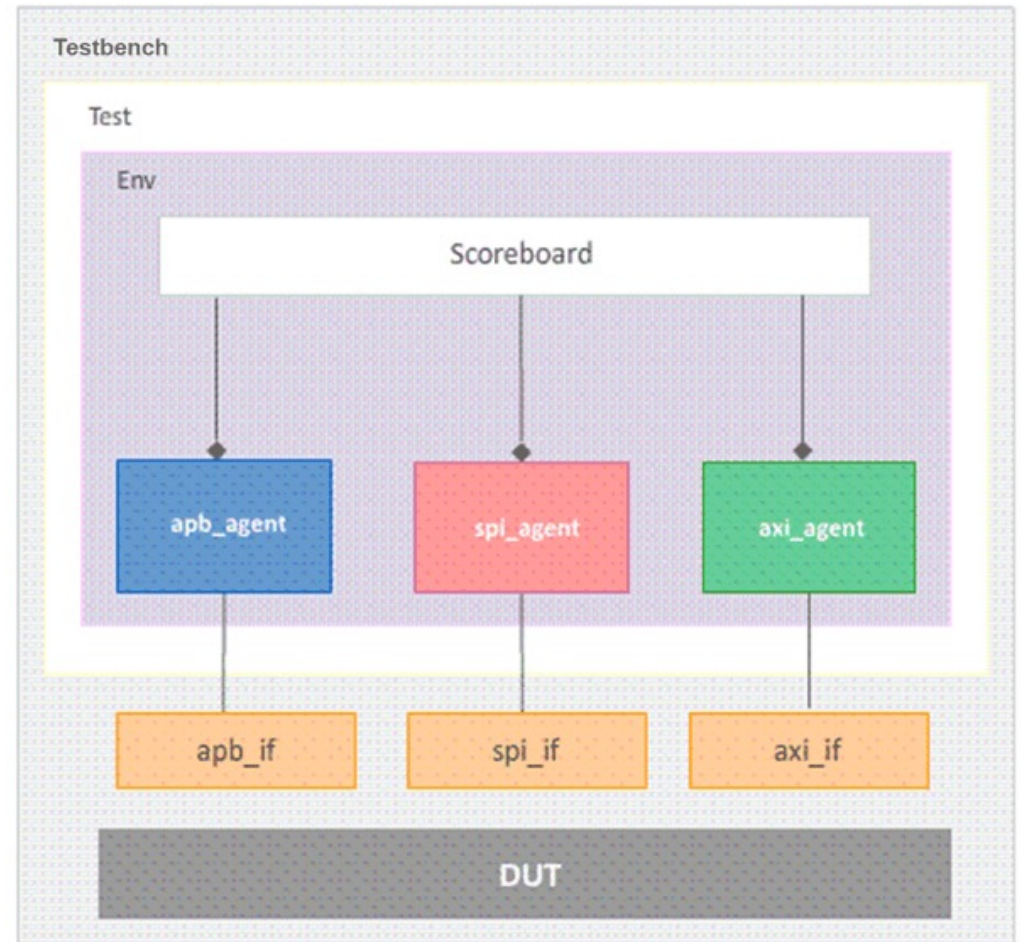 Testbench
Test
Env
Scoreboard
apb_agent
spi_agent
axi_agent
apb_if
spi_if
axi_if
DUT